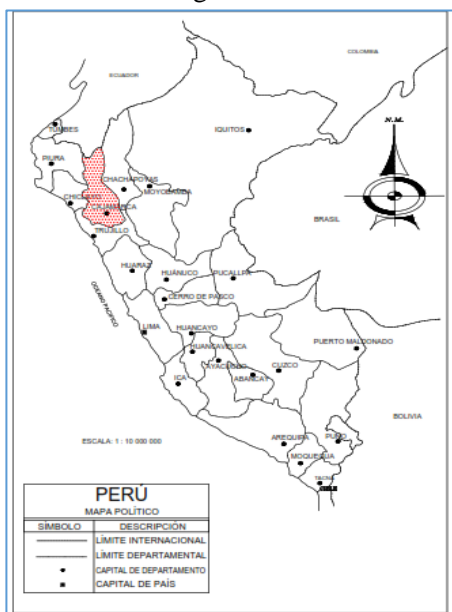 COLOMBIA
ECUADOR
N.M.
TUMBES
IQUITOS
PIURA
CHACHAPOYAS
MOYOBAMBA
CHICLAYO
CAJAMARCA
BRASIL
TRUJILLO
HUARAZ
HUÁNUCO
PUCALLPA
OCEANO PACIFICO
CERRO DE PASCO
LIMA
HUANCAYO
PUERTO MALDONADO
HUANCAVELICA
AYACUCHO
CUZCO
ABANCAY
ICA
BOLIVIA
AREQUIPA
PUNO
ESCALA: 1 : 10 000 000
MOQUEGUA
TACNA
CHILE
PERÚ
MAPA POLÍTICO
SÍMBOLO DESCRIPCIÓN
LÍMITE INTERNACIONAL
LÍMITE DEPARTAMENTAL
CAPITAL DE DEPARTAMENTO
CAPITAL DE PAÍS